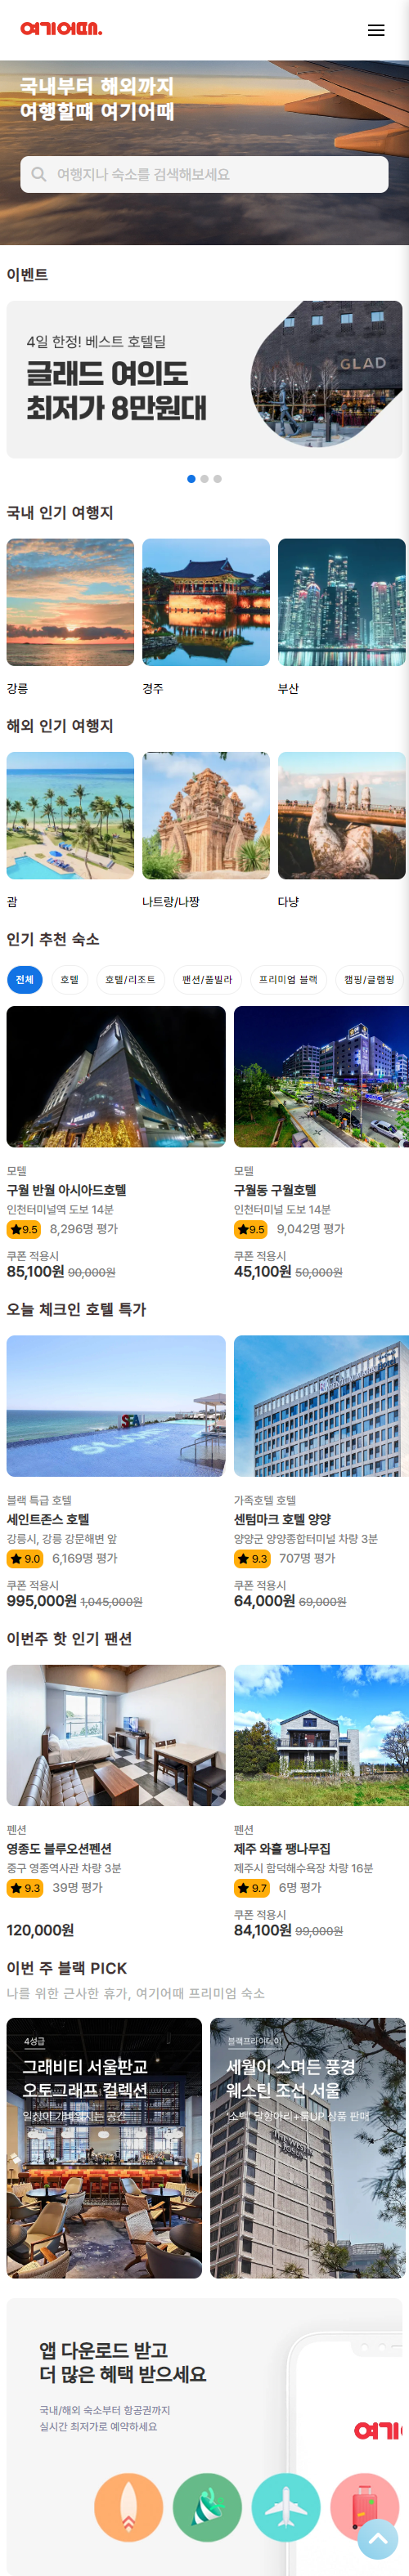 여기어때.
국내부터 해외까지
여행할때 여기어때
여행지나 숙소를 검색해보세요
이벤트
4일 한정! 베스트 호텔딜
글래드 여의도
최저가 8만원대
GLAD
국내 인기 여행지
강릉 경주 부산
해외 인기 여행지
괌 나트랑/나짱 다낭
인기 추천 숙소
전체 호텔 호텔/리조트 팬션/풀빌라 프리미엄 블랙 캠핑/글램핑
모텔
구월 반월 아시아드호텔
인천터미널역 도보 14분
9.5 8,296명 평가
쿠폰 적용시
85,100원 90,000원
모텔
구월동 구월호텔
인천터미널 도보 14분
9.5 9,042명 평가
쿠폰 적용시
45,100원 50,000원
오늘 체크인 호텔 특가
SEA
블랙 특급 호텔
세인트존스 호텔
강릉시, 강릉 강문해변 앞
9.0 6,169명 평가
쿠폰 적용시
995,000원 1,045,000원
가족호텔 호텔
센텀마크 호텔 양양
양양군 양양종합터미널 차량 3분
9.3 707명 평가
쿠폰 적용시
64,000원 69,000원
이번주 핫 인기 팬션
펜션
영종도 블루오션펜션
중구 영종역사관 차량 3분
9.3 39명 평가
120,000원
펜션
제주 와흘 팽나무집
제주시 함덕해수욕장 차량 16분
9.7 6명 평가
쿠폰 적용시
84,100원 99,000원
이번 주 블랙 PICK
나를 위한 근사한 휴가, 여기어때 프리미엄 숙소
4성급
그래비티 서울판교
오토그래프 컬렉션
일상이 가벼워지는 공간
블랙프라이데이
세월이 스며든 풍경
웨스틴 조선 서울
'소백' 달항아리+룸UP 상품 판매
앱 다운로드 받고
더 많은 혜택 받으세요
국내/해외 숙소부터 항공권까지
실시간 최저가로 예약하세요
여기